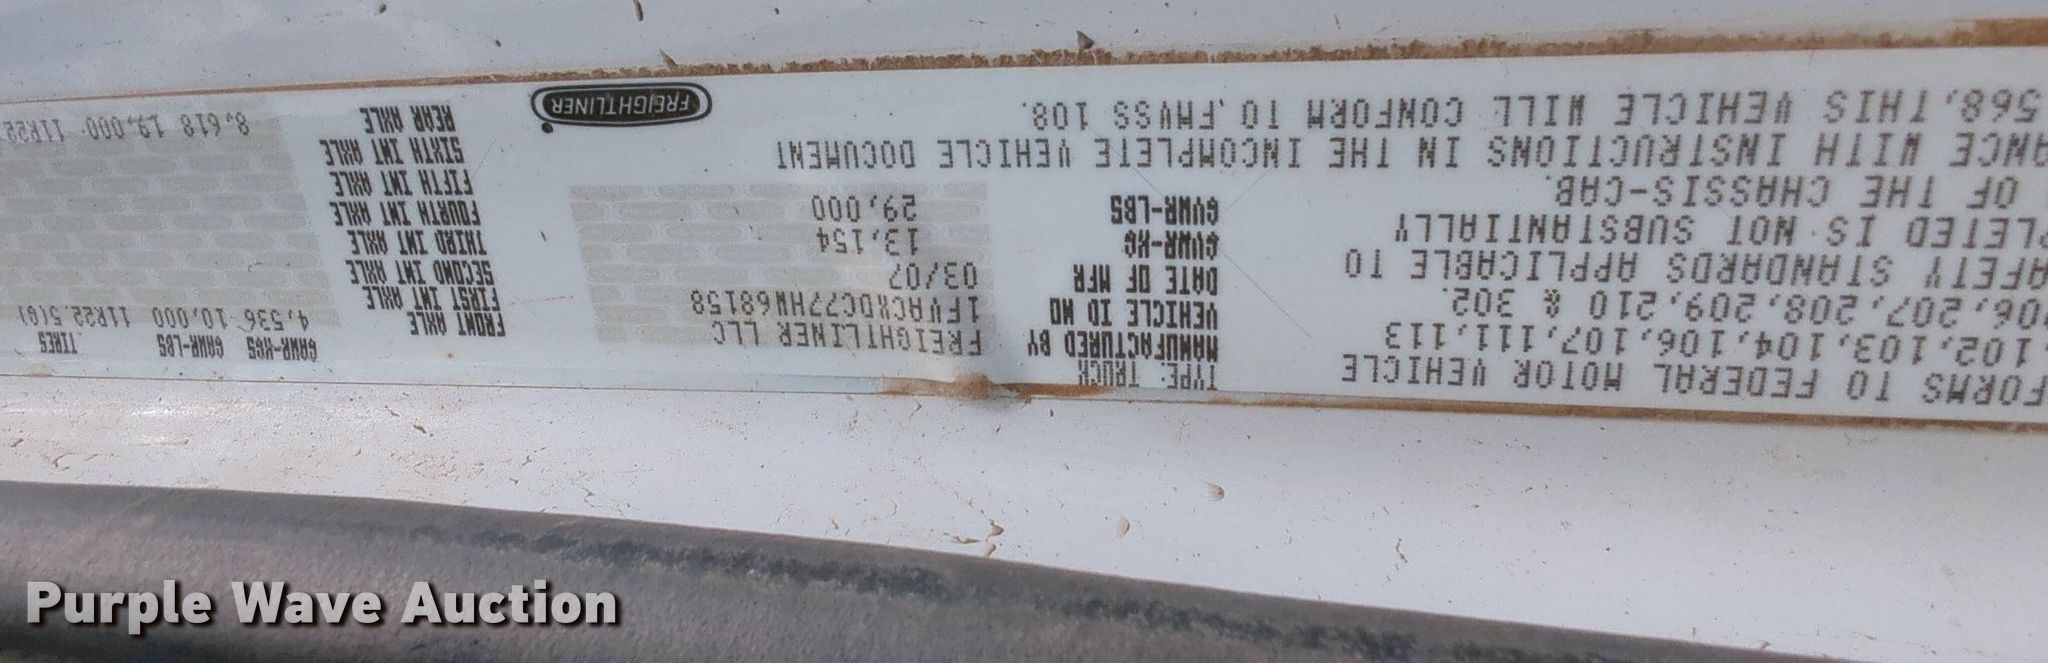 FORMS TO FEDERAL MOTOR VEHICLE
,102,103,104,106,107,111,113
06,207,208,209,210 & 302.
AFETY STANDARDS APPLICABLE TO
PLETED IS NOT SUBSTANTIALLY
OF THE CHASSIS-CAB.
ANCE WITH INSTRUCTIONS IN THE INCOMPLETE VEHICLE DOCUMENT
568, THIS VEHICLE WILL CONFORM TO FMVSS 108.
TYPE: TRUCK
MANUFACTURED BY FREIGHTLINER LLC
VEHICLE ID NO 1FVACXDC77HW68158
DATE OF MFR 03/07
GVWR-KG 13,154
GVWR-LBS 29,000
FREIGHTLINER
GAWR-KGS GAWR-LBS TIRES
FRONT AXLE 4,536 10,000 11R22.5(G)
FIRST INT AXLE
SECOND INT AXLE
THIRD INT AXLE
FOURTH INT AXLE
FIFTH INT AXLE
SIXTH INT AXLE
REAR AXLE 8,618 19,000 11R22
Purple Wave Auction